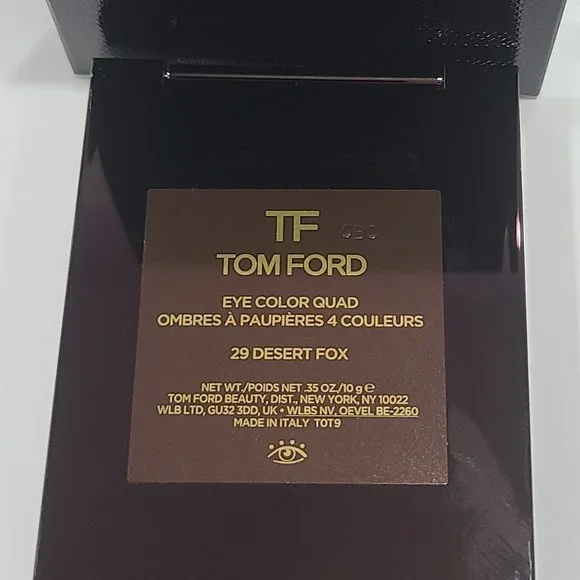 TF
TOM FORD
EYE COLOR QUAD
OMBRES À PAUPIÈRES 4 COULEURS
29 DESERT FOX
NET WT./POIDS NET .35 OZ./10 g ℮
TOM FORD BEAUTY, DIST., NEW YORK, NY 10022
WLB LTD, GU32 3DD, UK • WLBS NV, OEVEL BE-2260
MADE IN ITALY T0T9